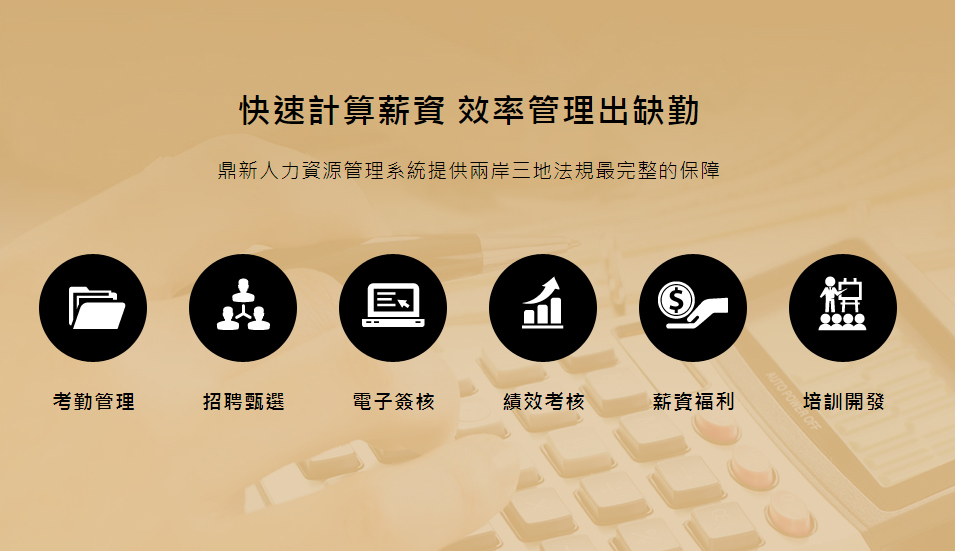 快速計算薪資 效率管理出缺勤
鼎新人力資源管理系統提供兩岸三地法規最完整的保障
考勤管理
招聘甄選
電子簽核
績效考核
薪資福利
培訓開發
$
AUTO POWER OFF